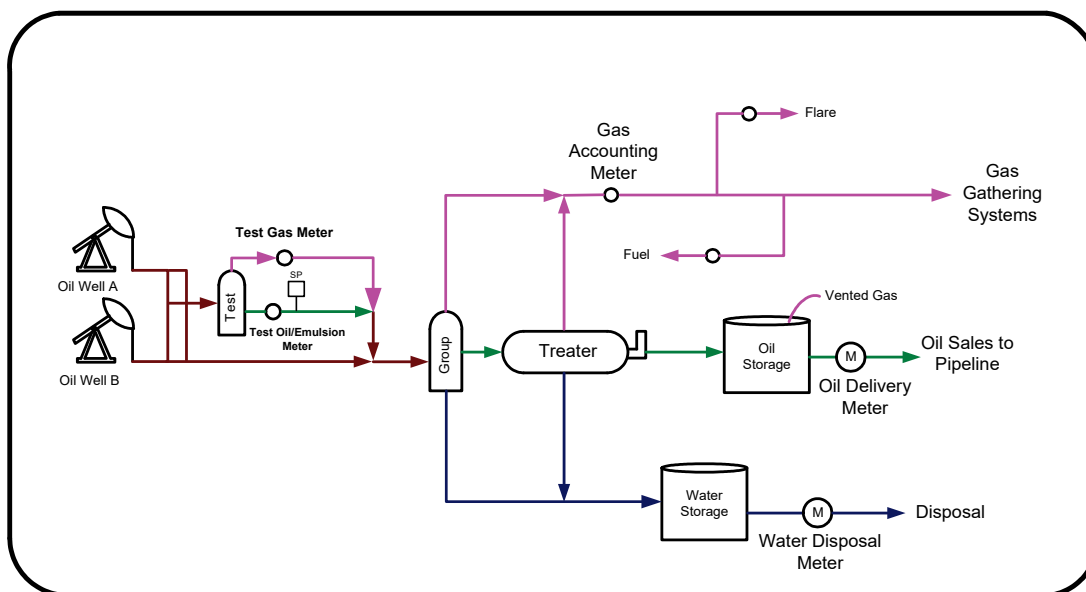 Flare
Gas
Accounting
Meter
Gas
Gathering
Systems
Fuel
Test Gas Meter
SP
Oil Well A
Test
Test Oil/Emulsion
Meter
Oil Well B
Group
Treater
Vented Gas
Oil
Storage
M
Oil Delivery
Meter
Oil Sales to
Pipeline
Water
Storage
M
Water Disposal
Meter
Disposal